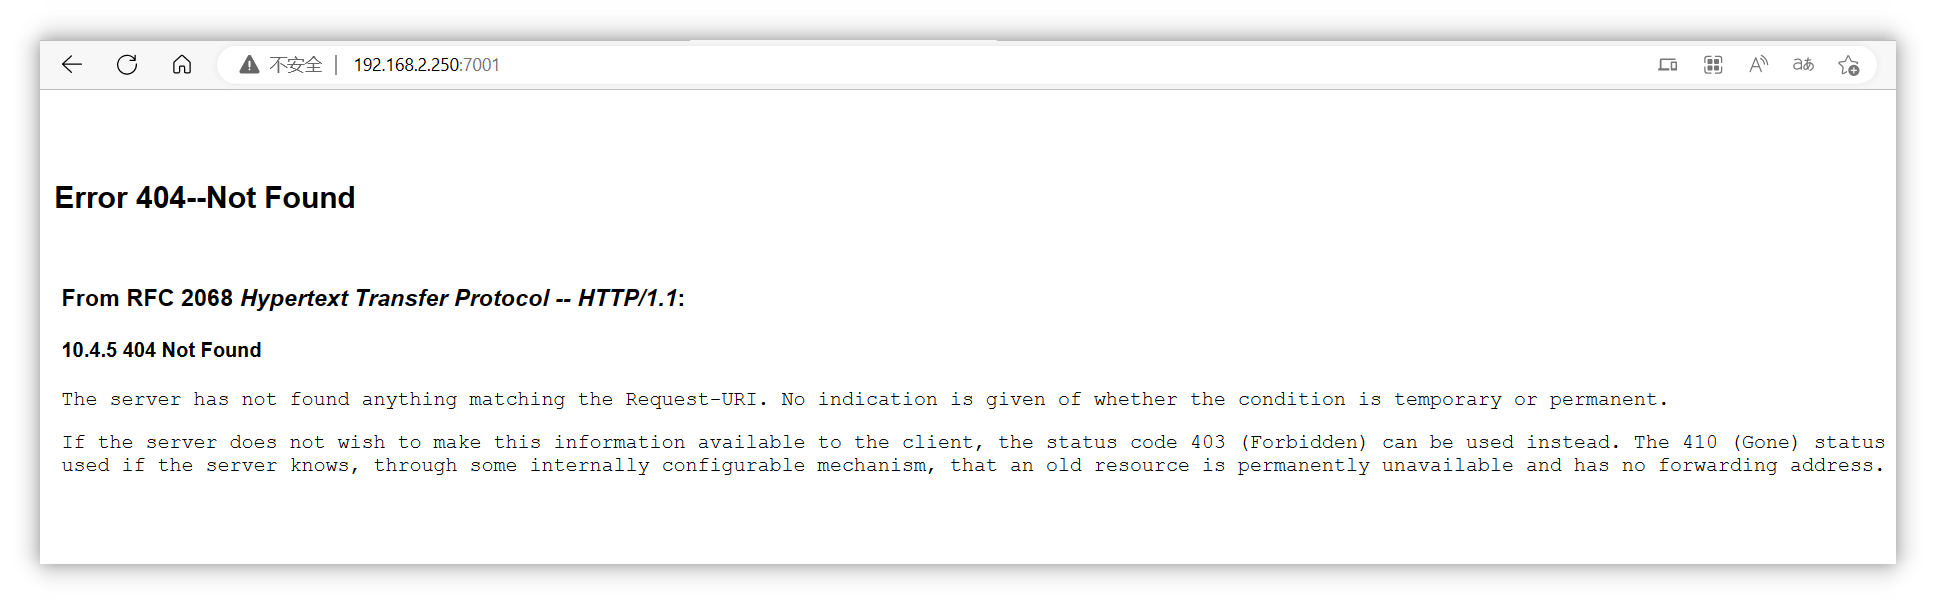 不安全 | 192.168.2.250:7001
Error 404--Not Found
From RFC 2068 Hypertext Transfer Protocol -- HTTP/1.1:
10.4.5 404 Not Found
The server has not found anything matching the Request-URI. No indication is given of whether the condition is temporary or permanent.
If the server does not wish to make this information available to the client, the status code 403 (Forbidden) can be used instead. The 410 (Gone) status
used if the server knows, through some internally configurable mechanism, that an old resource is permanently unavailable and has no forwarding address.